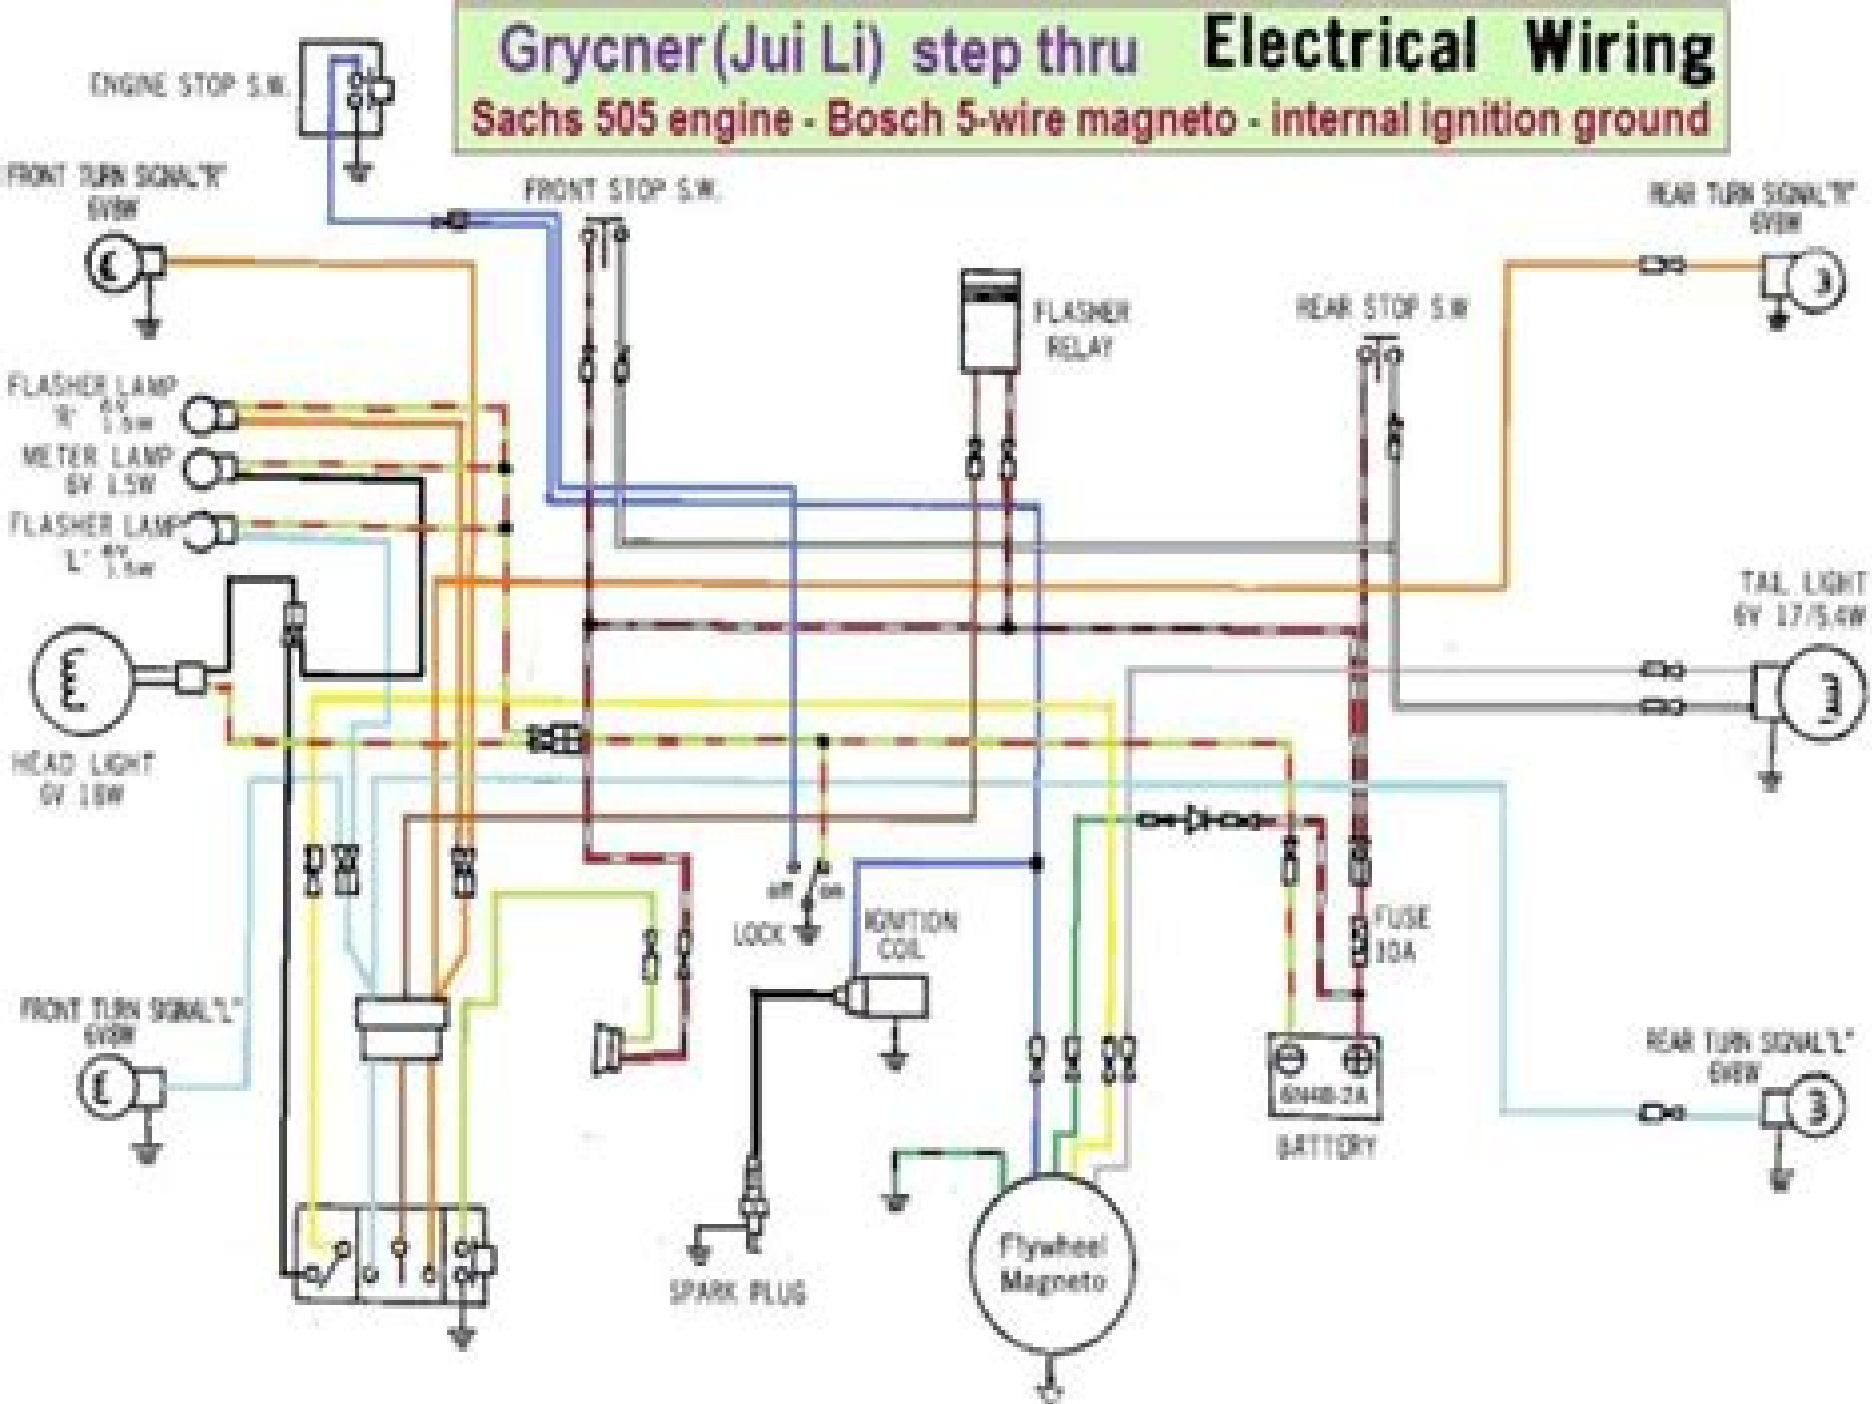 Grycner (Jui Li) step thru Electrical Wiring
Sachs 505 engine - Bosch 5-wire magneto - internal ignition ground
ENGINE STOP S.W.
FRONT TURN SIGNAL "R"
6V8W
FRONT STOP S.W.
REAR TURN SIGNAL "R"
6V8W
FLASHER
RELAY
REAR STOP S.W
FLASHER LAMP
"R" 6V
1.5W
METER LAMP
6V 1.5W
FLASHER LAMP
"L" 6V
1.5W
TAIL LIGHT
6V 17/5.4W
HEAD LIGHT
6V 18W
off on
LOCK
IGNITION
COIL
FUSE
10A
FRONT TURN SIGNAL "L"
6V8W
6N4B-2A
BATTERY
REAR TURN SIGNAL "L"
6V8W
Flywheel
Magneto
SPARK PLUG